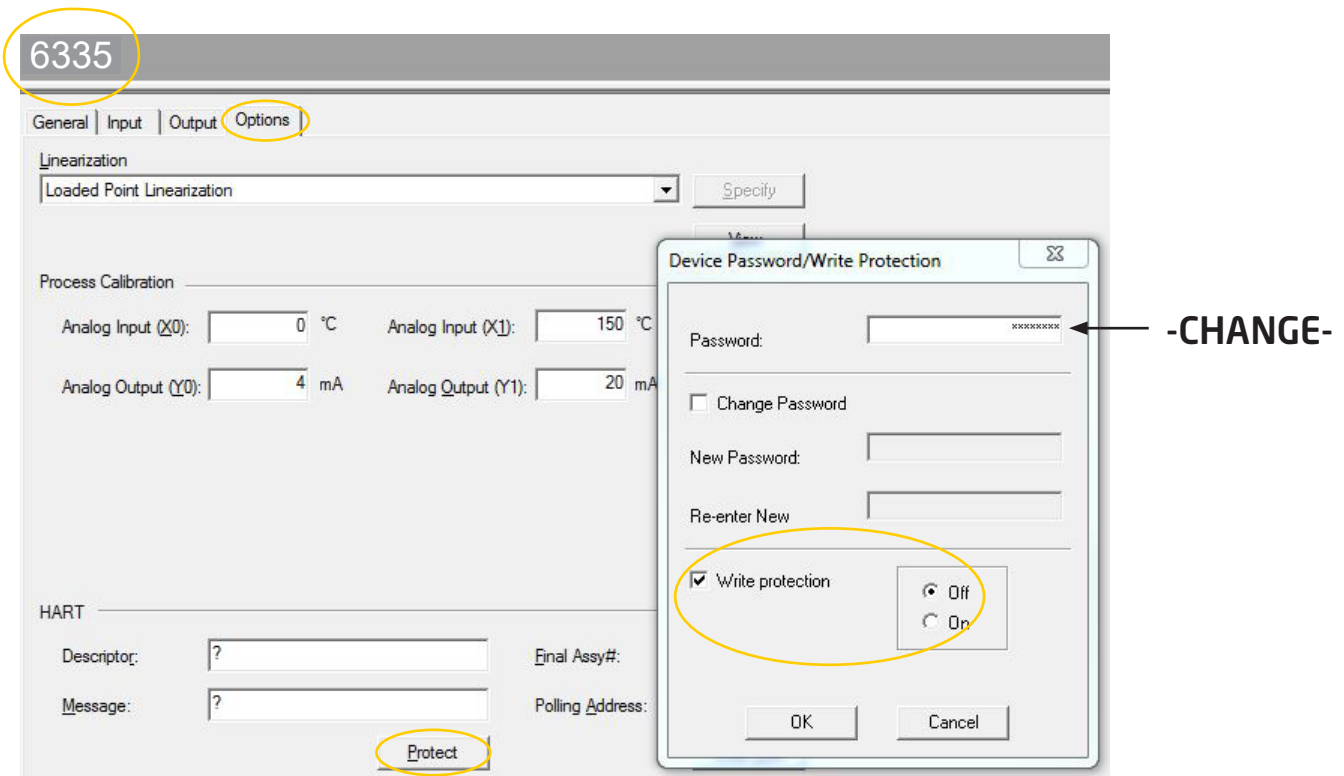 6335
General Input Output Options
Linearization
Loaded Point Linearization Specify
View
Process Calibration
Analog Input (X0): 0 °C Analog Input (X1): 150 °C
Analog Output (Y0): 4 mA Analog Output (Y1): 20 mA
HART
Descriptor: ? Final Assy#:
Message: ? Polling Address:
Protect
Device Password/Write Protection
Password: ******** -CHANGE-
Change Password
New Password:
Re-enter New
Write protection Off
On
OK Cancel